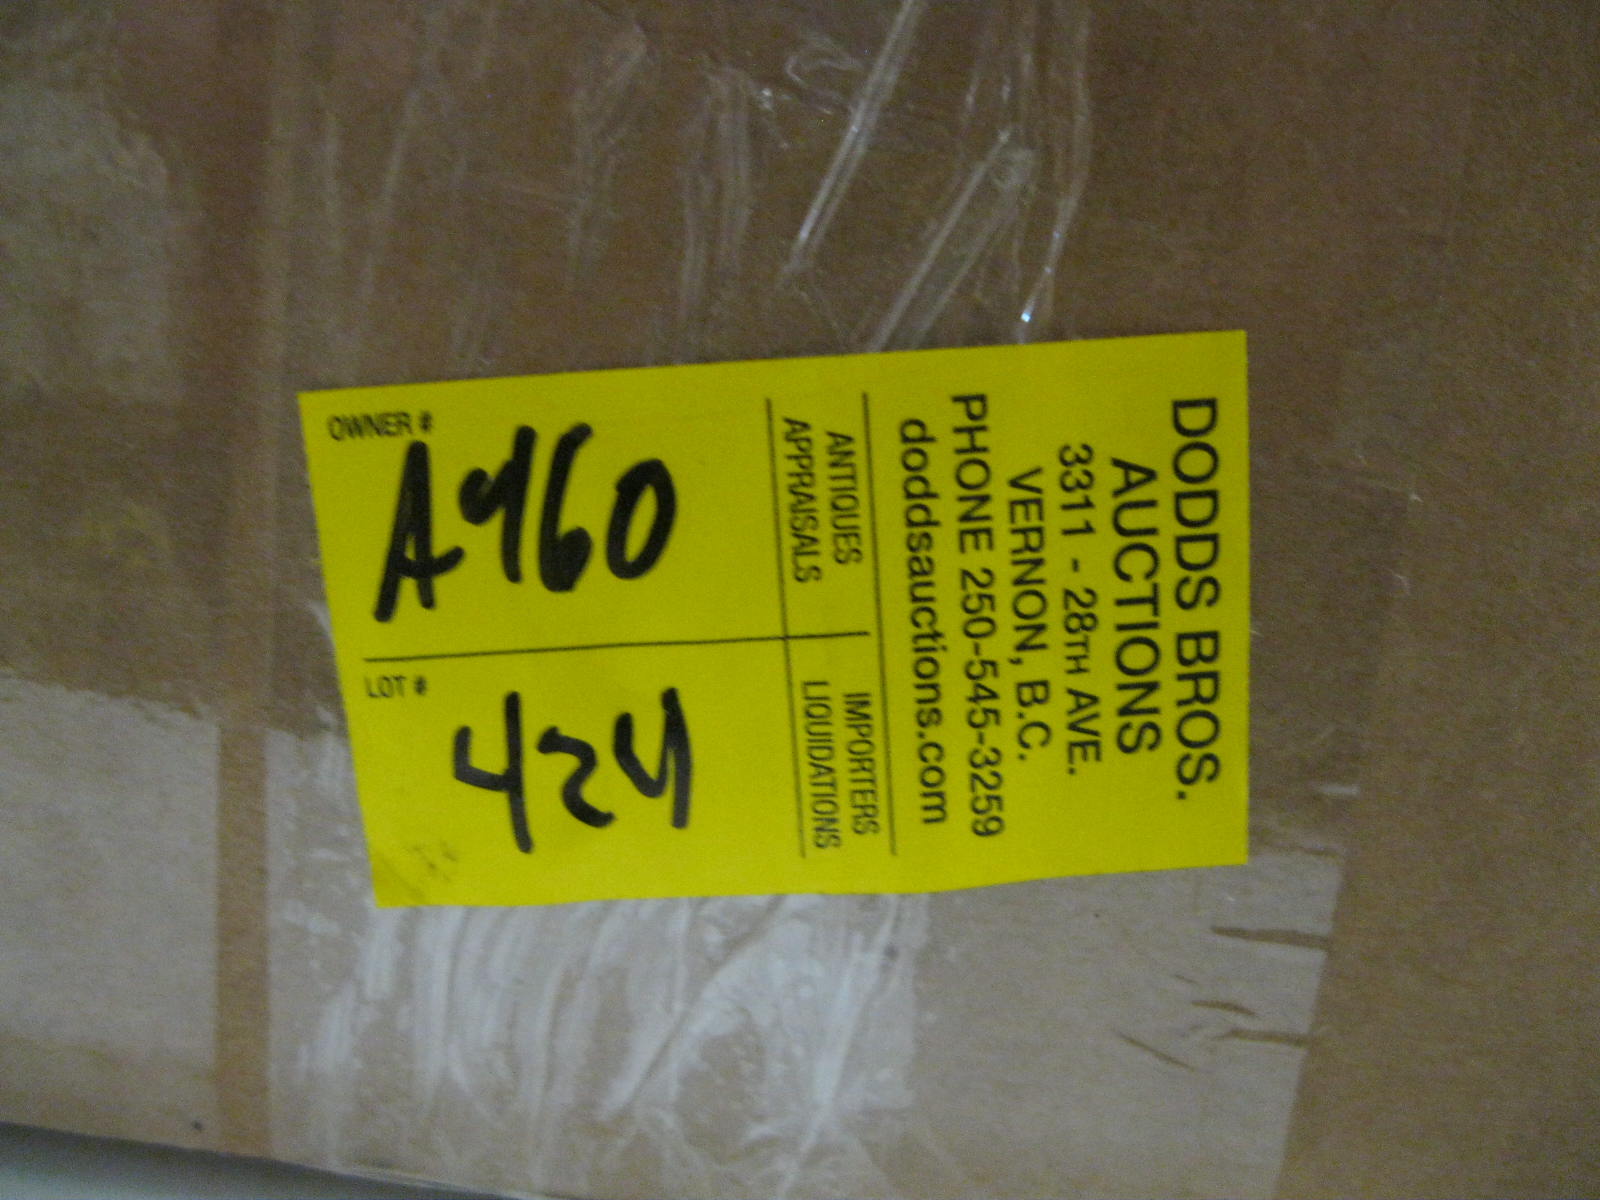 DODDS BROS.
AUCTIONS
3311 - 28TH AVE.
VERNON, B.C.
PHONE 250-545-3259
doddsauctions.com
ANTIQUES IMPORTERS
APPRAISALS LIQUIDATIONS
OWNER # LOT #
A460 424